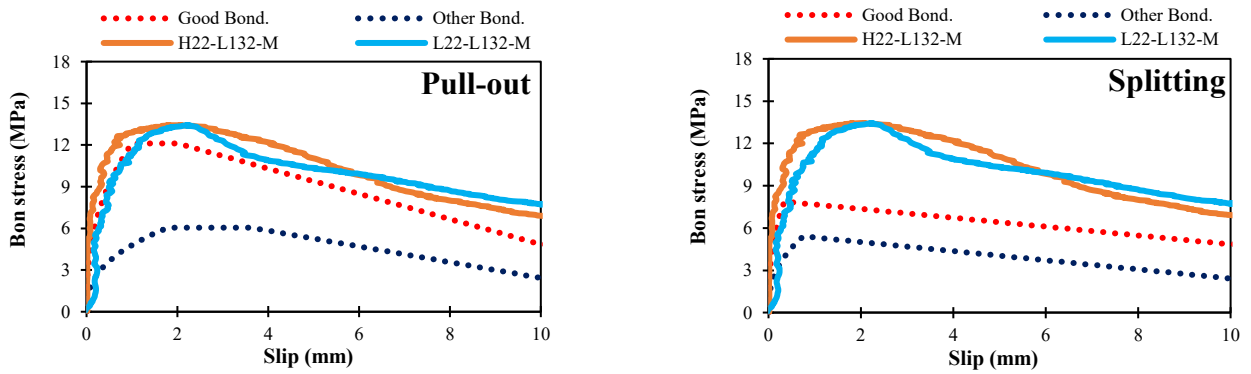 Good Bond. Other Bond.
H22-L132-M L22-L132-M
18
15
12
9
6
3
0
Bon stress (MPa)
Pull-out
0 2 4 6 8 10
Slip (mm)
Good Bond. Other Bond.
H22-L132-M L22-L132-M
18
15
12
9
6
3
0
Bon stress (MPa)
Splitting
0 2 4 6 8 10
Slip (mm)